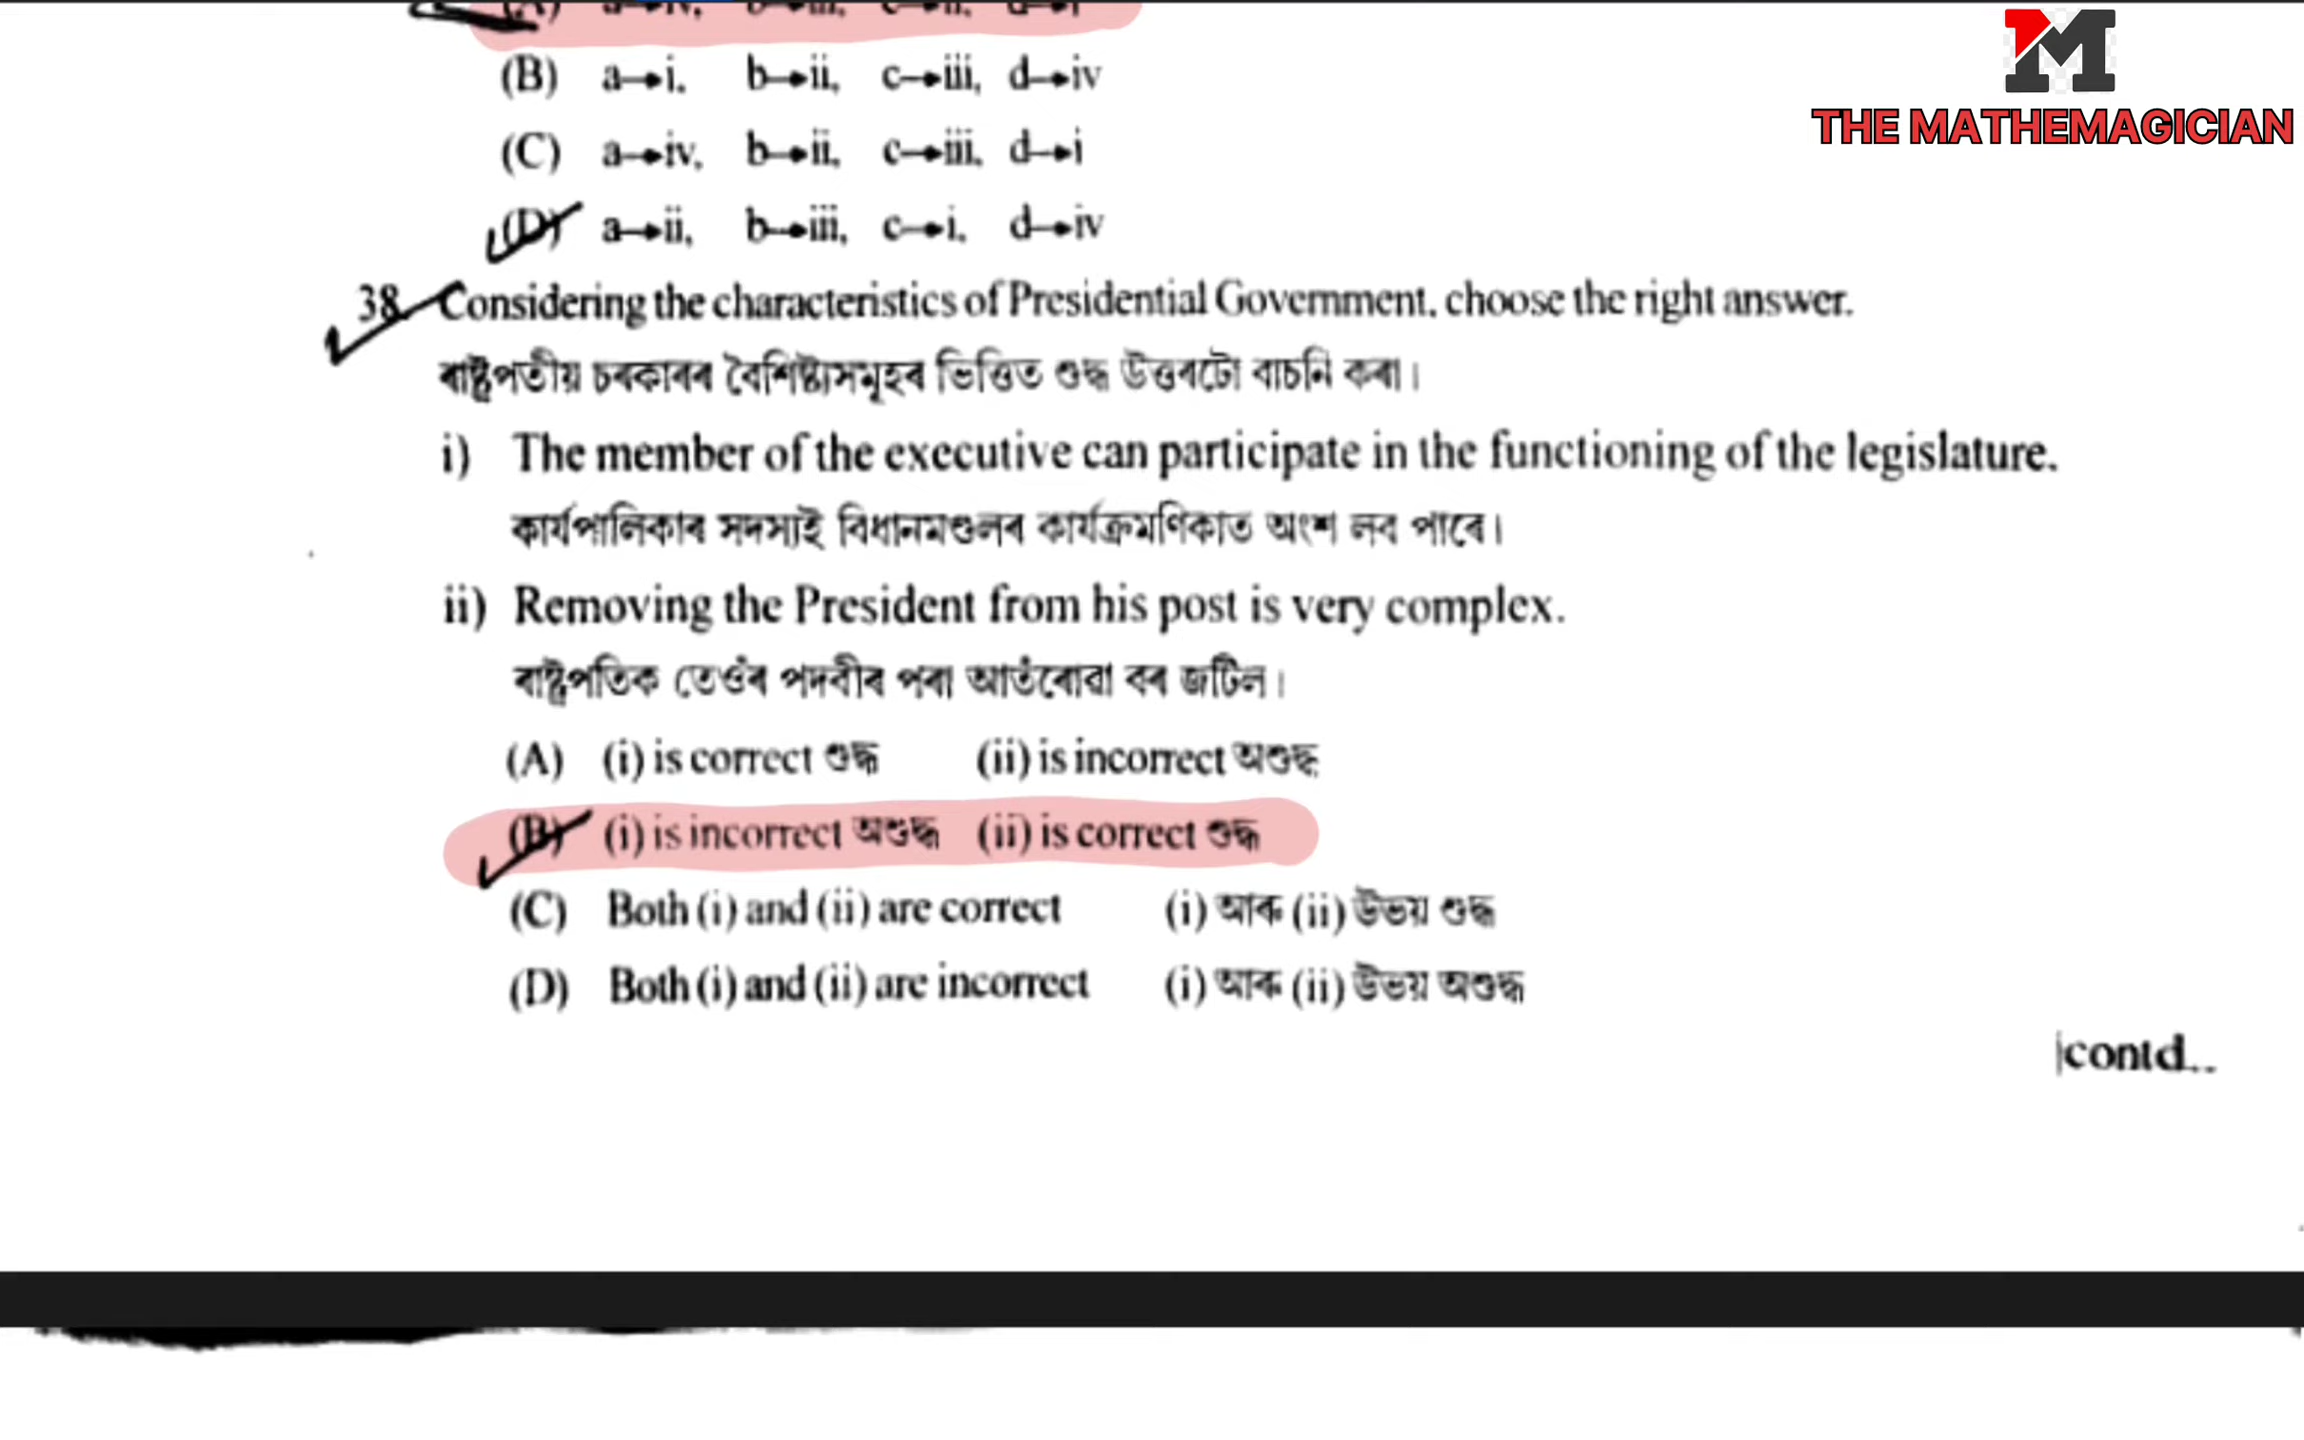 (A) a→iv, b→iii, c→ii, d→i
M
THE MATHEMAGICIAN
(B) a→i, b→ii, c→iii, d→iv
(C) a→iv, b→ii, c→iii, d→i
(D) a→ii, b→iii, c→i, d→iv
38. Considering the characteristics of Presidential Government, choose the right answer.
ৰাষ্ট্ৰপতীয় চৰকাৰৰ বৈশিষ্ট্যসমূহৰ ভিত্তিত শুদ্ধ উত্তৰটো বাচনি কৰা।
i) The member of the executive can participate in the functioning of the legislature.
কাৰ্যপালিকাৰ সদস্যই বিধানমণ্ডলৰ কাৰ্যক্ৰমণিকাত অংশ লব পাৰে।
ii) Removing the President from his post is very complex.
ৰাষ্ট্ৰপতিক তেওঁৰ পদবীৰ পৰা আতঁৰোৱা বৰ জটিল।
(A) (i) is correct শুদ্ধ (ii) is incorrect অশুদ্ধ
(B) (i) is incorrect অশুদ্ধ (ii) is correct শুদ্ধ
(C) Both (i) and (ii) are correct (i) আৰু (ii) উভয় শুদ্ধ
(D) Both (i) and (ii) are incorrect (i) আৰু (ii) উভয় অশুদ্ধ
contd..